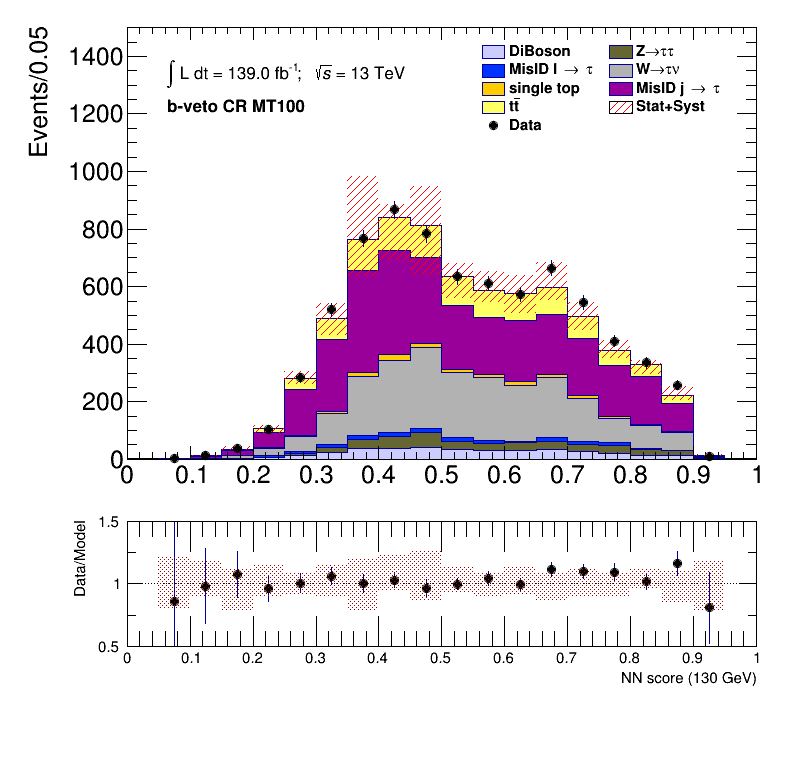 Events/0.05
1400
1200
1000
800
600
400
200
0
∫ L dt = 139.0 fb⁻¹; √s = 13 TeV
b-veto CR MT100
DiBoson
MisID l → τ
single top
tt̄
Data
Z→ττ
W→τν
MisID j → τ
Stat+Syst
0 0.1 0.2 0.3 0.4 0.5 0.6 0.7 0.8 0.9 1
Data/Model
1.5
1
0.5
0 0.1 0.2 0.3 0.4 0.5 0.6 0.7 0.8 0.9 1
NN score (130 GeV)